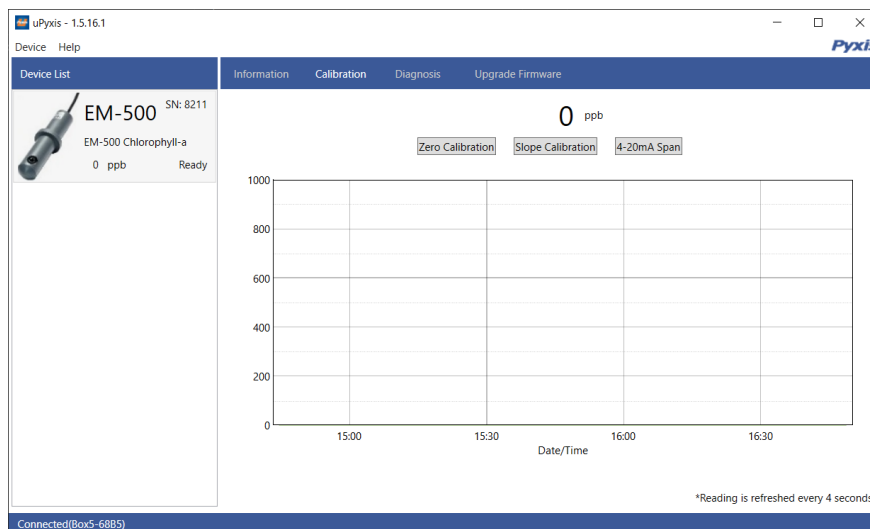 uPyxis - 1.5.16.1
Device Help
Device List
Information Calibration Diagnosis Upgrade Firmware
EM-500 SN: 8211
EM-500 Chlorophyll-a
0 ppb Ready
0 ppb
Zero Calibration Slope Calibration 4-20mA Span
1000
800
600
400
200
0
15:00 15:30 16:00 16:30
Date/Time
*Reading is refreshed every 4 seconds
Connected(Box5-68B5)